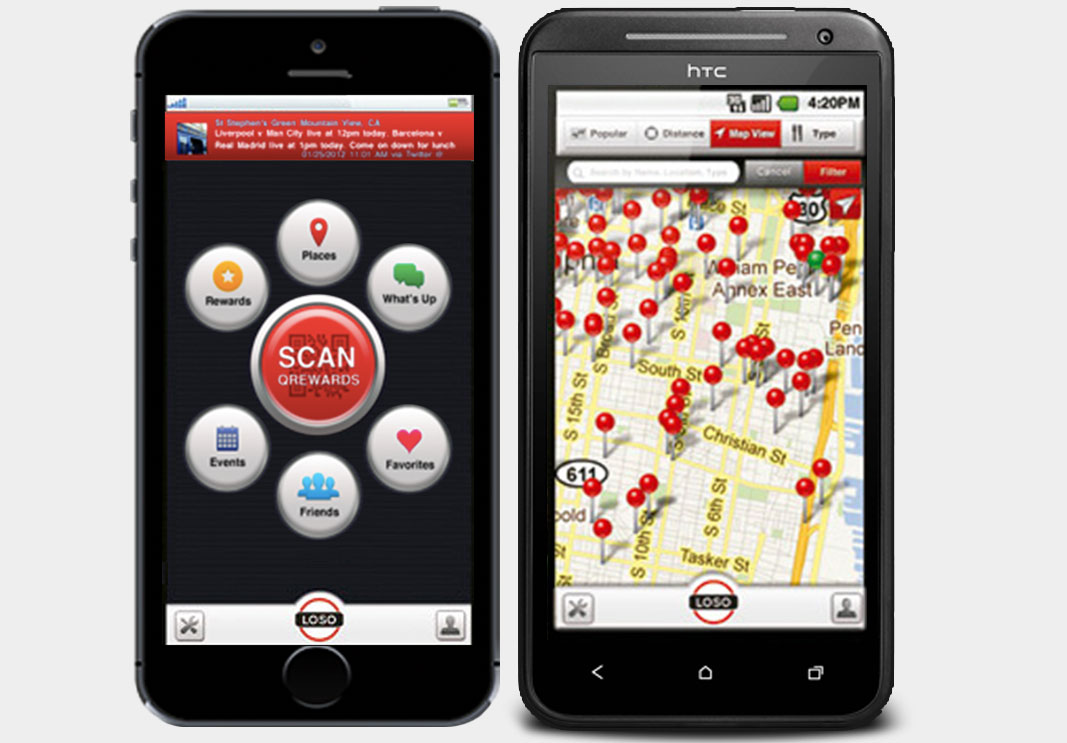 St Stephen's Green Mountain View, CA
Liverpool v Man City live at 12pm today. Barcelona v
Real Madrid live at 1pm today. Come on down for lunch
01/25/2012 11:01 AM via Twitter @
Places
Rewards
What's Up
SCAN
QREWARDS
Events
Favorites
Friends
LOSO
htc
3G
4:20PM
Popular
Distance
Map View
Type
Search by Name, Location, Type
Cancel
Filter
30
William Pe
Annex East
Pen
Land
S 10th
S Broad St
St
South St
S 15th St
Christian St
611
S 6th St
S 10th St
Tasker St
LOSO